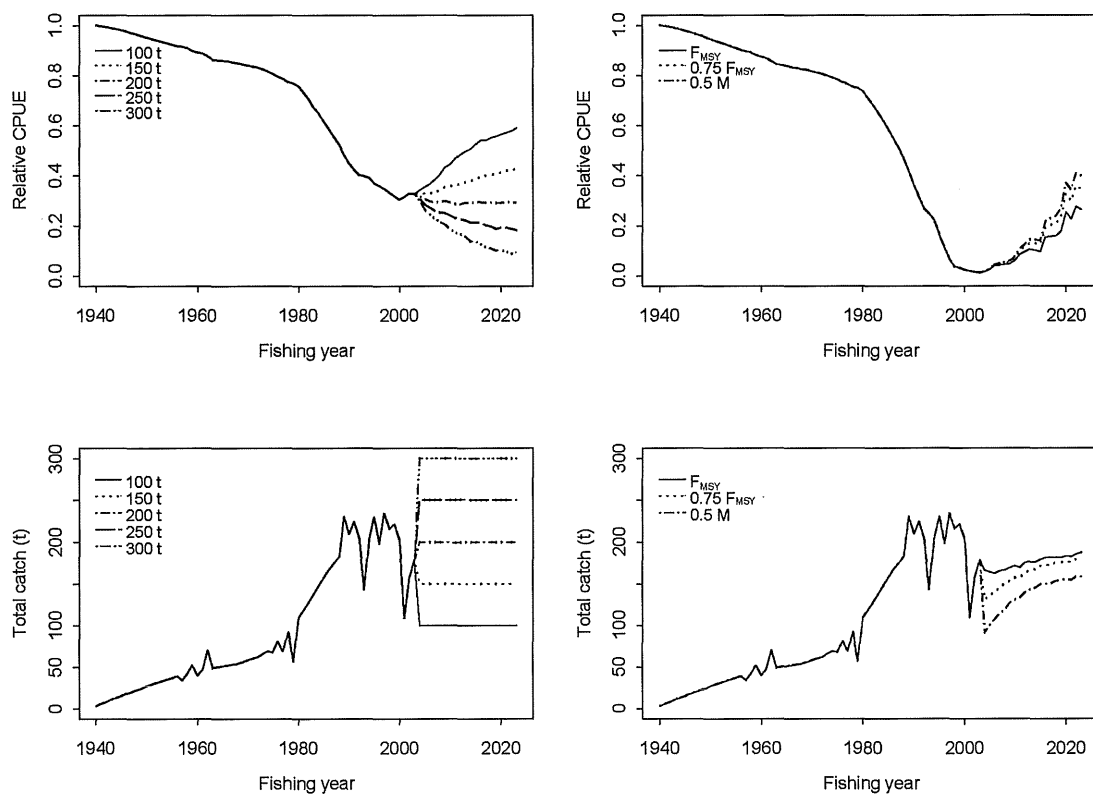 Relative CPUE
1.0
0.8
0.6
0.4
0.2
0.0
100 t
150 t
200 t
250 t
300 t
1940 1960 1980 2000 2020
Fishing year
Relative CPUE
1.0
0.8
0.6
0.4
0.2
0.0
FMSY
0.75 FMSY
0.5 M
1940 1960 1980 2000 2020
Fishing year
Total catch (t)
300
200
150
100
50
0
100 t
150 t
200 t
250 t
300 t
1940 1960 1980 2000 2020
Fishing year
Total catch (t)
300
200
150
100
50
0
FMSY
0.75 FMSY
0.5 M
1940 1960 1980 2000 2020
Fishing year